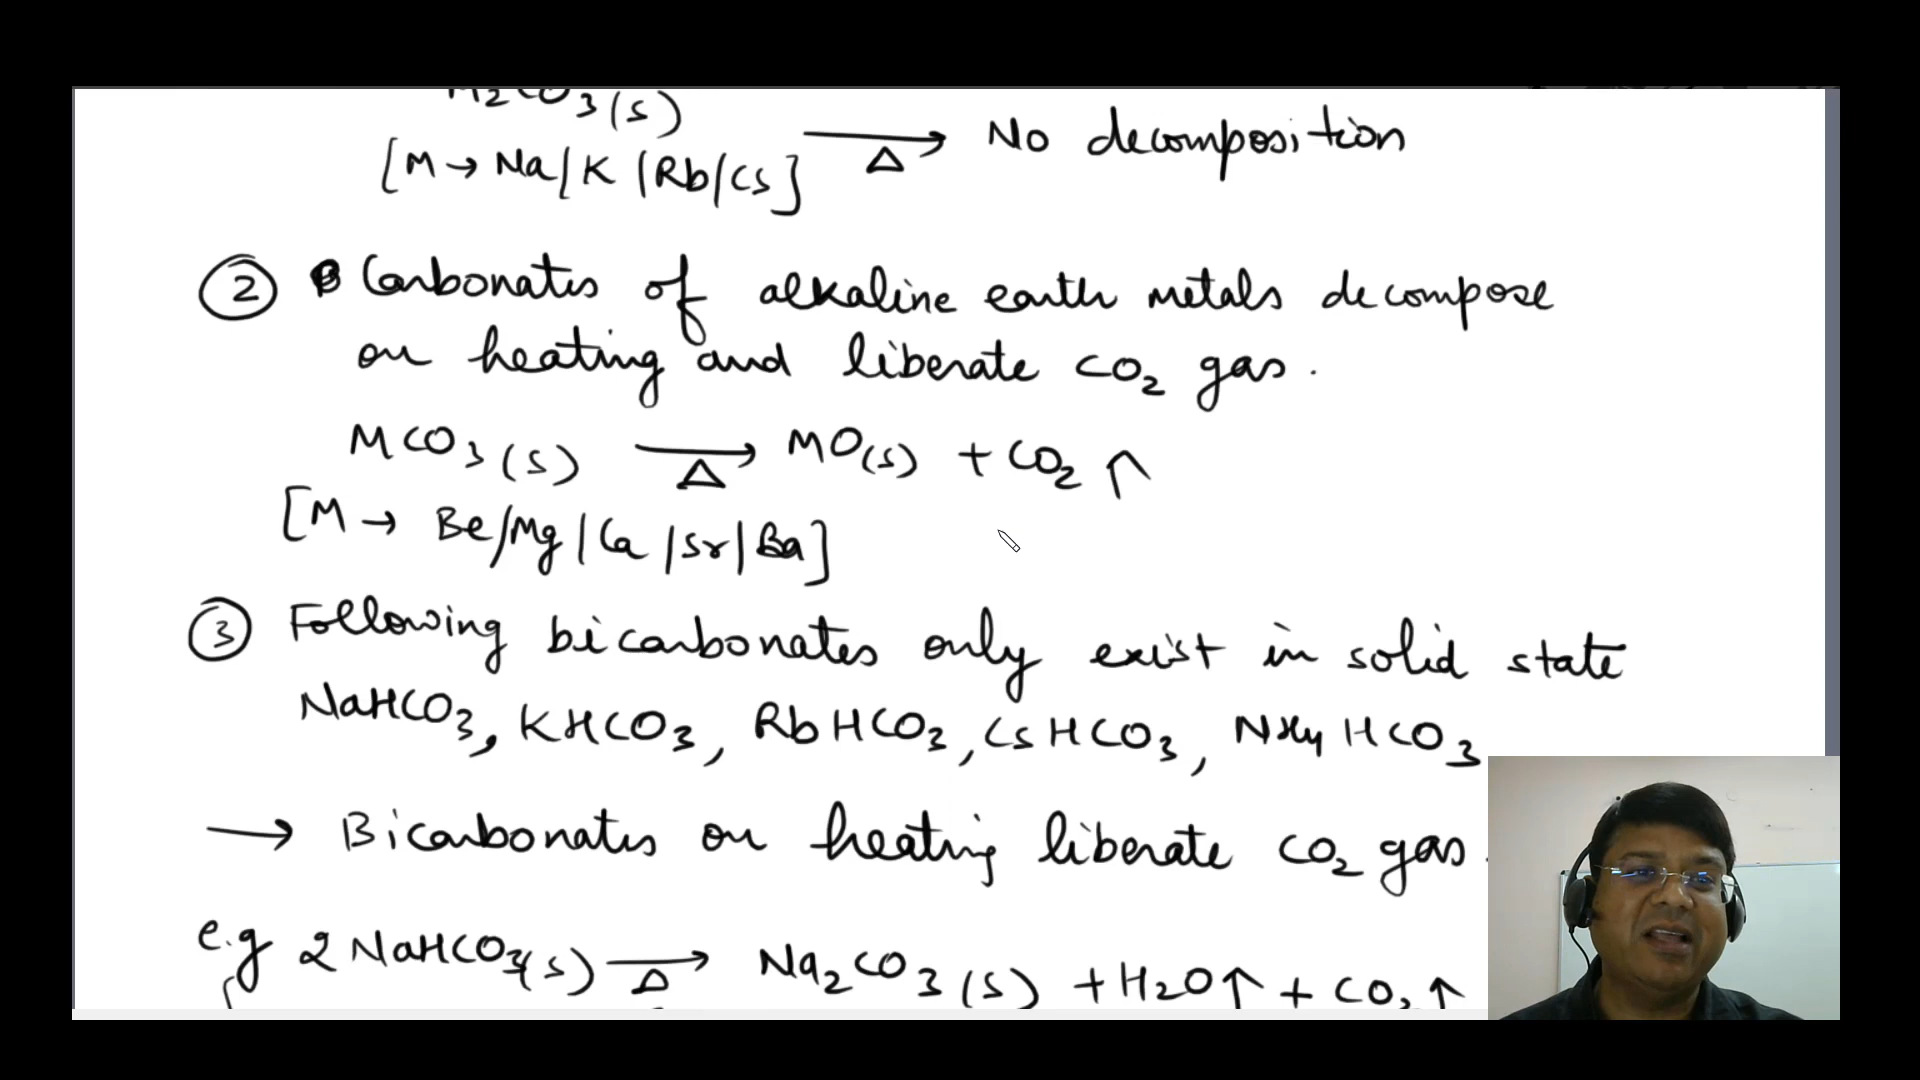 M2CO3(s)
[M → Na/K/Rb/Cs] Δ→ No decomposition
② Carbonates of alkaline earth metals decompose
on heating and liberate CO2 gas.
MCO3(s) Δ→ MO(s) + CO2 ↑
[M → Be/Mg/Ca/Sr/Ba]
③ Following bicarbonates only exist in solid state
NaHCO3, KHCO3, RbHCO3, CsHCO3, NH4HCO3
→ Bicarbonates on heating liberate CO2 gas.
e.g 2NaHCO3(s) Δ→ Na2CO3(s) + H2O↑ + CO2↑